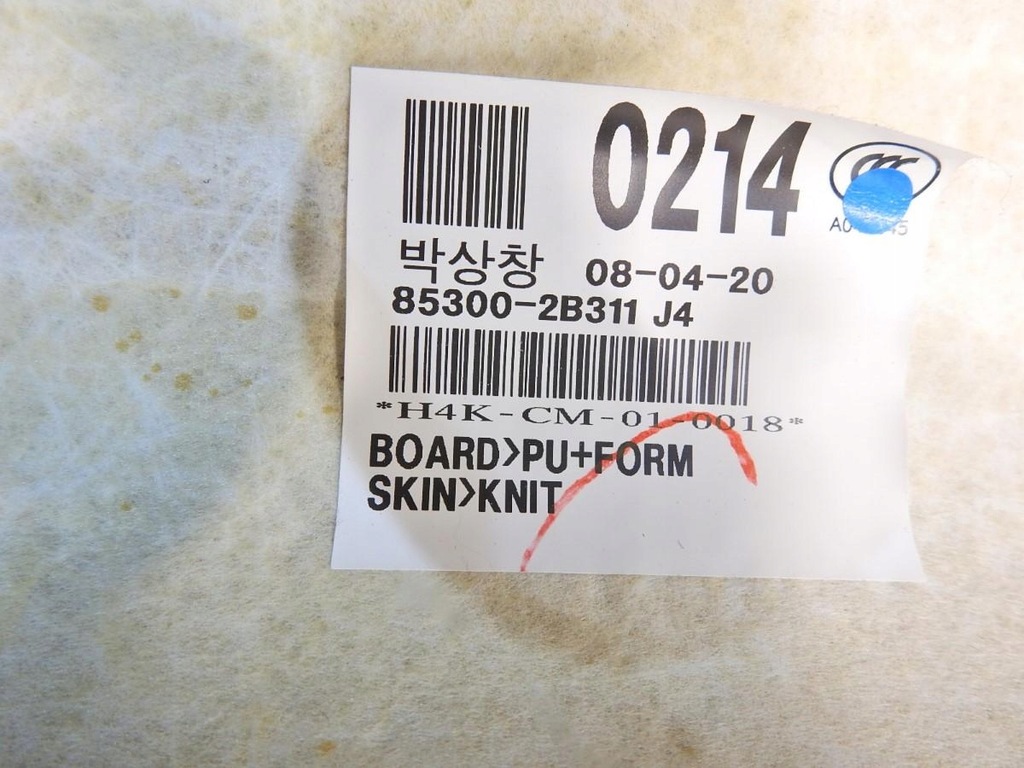 0214
박상창 08-04-20
85300-2B311 J4
*H4K-CM-01-0018*
BOARD>PU+FORM
SKIN>KNIT